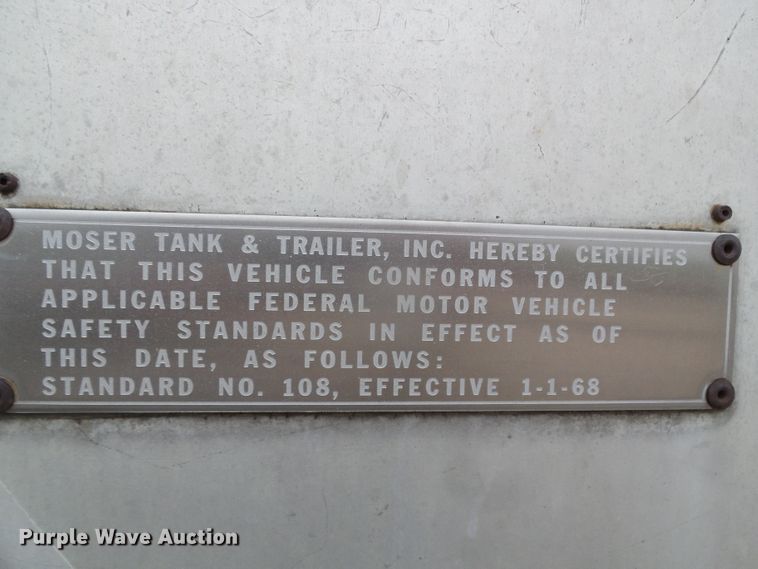 MOSER TANK & TRAILER, INC. HEREBY CERTIFIES
THAT THIS VEHICLE CONFORMS TO ALL
APPLICABLE FEDERAL MOTOR VEHICLE
SAFETY STANDARDS IN EFFECT AS OF
THIS DATE, AS FOLLOWS:
STANDARD NO. 108, EFFECTIVE 1-1-68
Purple Wave Auction